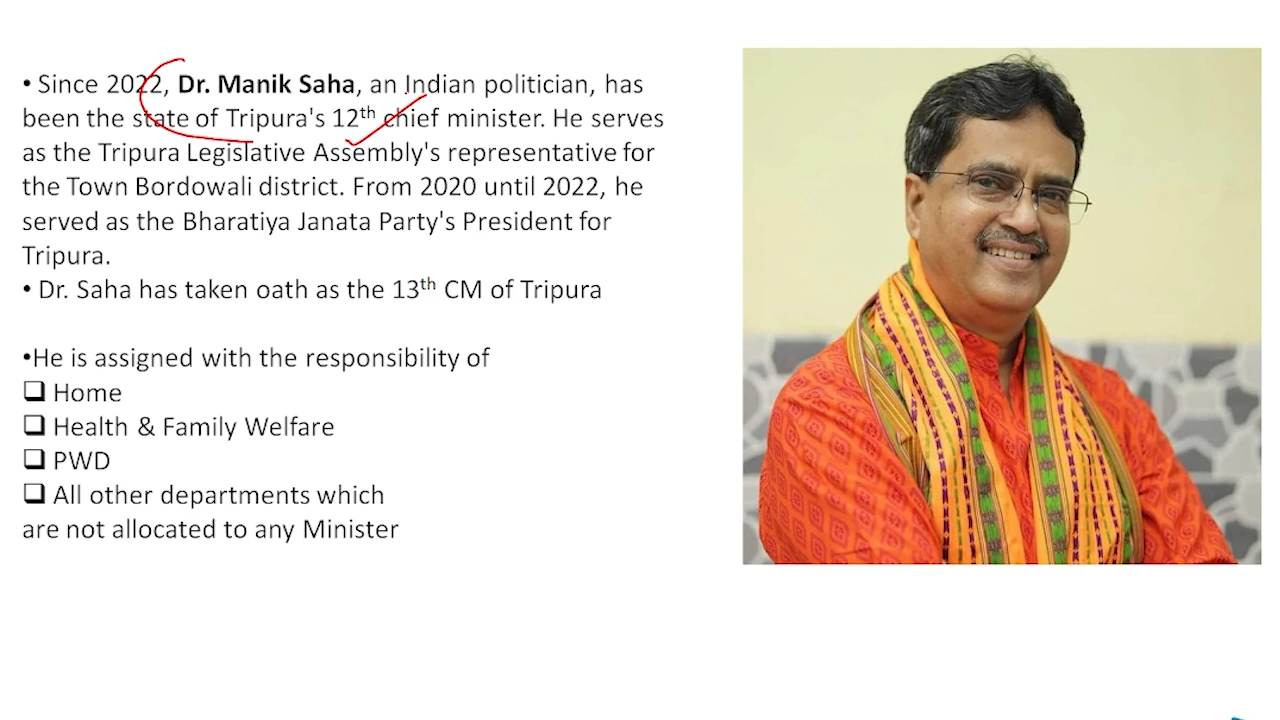 • Since 2022, Dr. Manik Saha, an Indian politician, has
been the state of Tripura's 12th chief minister. He serves
as the Tripura Legislative Assembly's representative for
the Town Bordowali district. From 2020 until 2022, he
served as the Bharatiya Janata Party's President for
Tripura.
• Dr. Saha has taken oath as the 13th CM of Tripura
•He is assigned with the responsibility of
❑ Home
❑ Health & Family Welfare
❑ PWD
❑ All other departments which
are not allocated to any Minister